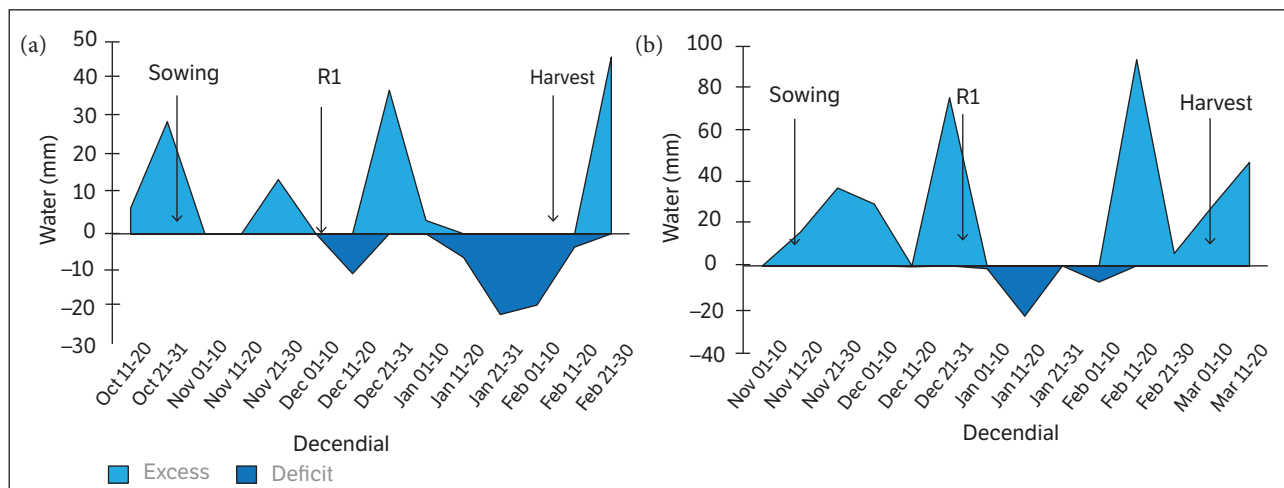 (a)
50
40
30
20
10
0
−10
−20
−30
Water (mm)
Sowing
R1
Harvest
Oct 11-20
Oct 21-31
Nov 01-10
Nov 11-20
Nov 21-30
Dec 01-10
Dec 11-20
Dec 21-31
Jan 01-10
Jan 11-20
Jan 21-31
Feb 01-10
Feb 11-20
Feb 21-30
Decendial
(b)
100
80
60
40
20
0
−20
−40
Water (mm)
Sowing
R1
Harvest
Nov 01-10
Nov 11-20
Nov 21-30
Dec 01-10
Dec 11-20
Dec 21-31
Jan 01-10
Jan 11-20
Jan 21-31
Feb 01-10
Feb 11-20
Feb 21-30
Mar 01-10
Mar 11-20
Decendial
Excess
Deficit